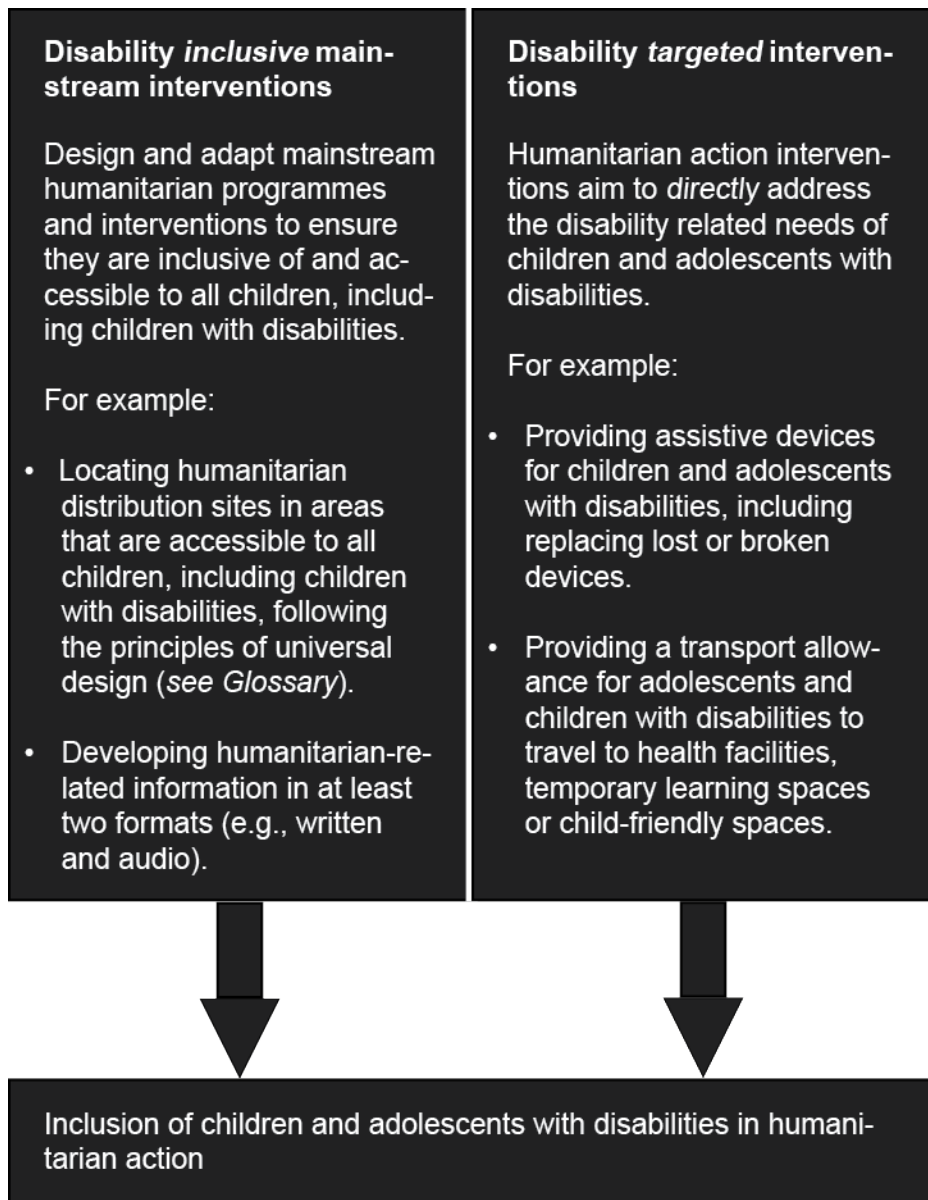 Disability inclusive main-
stream interventions
Design and adapt mainstream
humanitarian programmes
and interventions to ensure
they are inclusive of and ac-
cessible to all children, includ-
ing children with disabilities.
For example:
• Locating humanitarian
distribution sites in areas
that are accessible to all
children, including children
with disabilities, following
the principles of universal
design (see Glossary).
• Developing humanitarian-re-
lated information in at least
two formats (e.g., written
and audio).
Disability targeted interven-
tions
Humanitarian action interven-
tions aim to directly address
the disability related needs of
children and adolescents with
disabilities.
For example:
• Providing assistive devices
for children and adolescents
with disabilities, including
replacing lost or broken
devices.
• Providing a transport allow-
ance for adolescents and
children with disabilities to
travel to health facilities,
temporary learning spaces
or child-friendly spaces.
Inclusion of children and adolescents with disabilities in humani-
tarian action